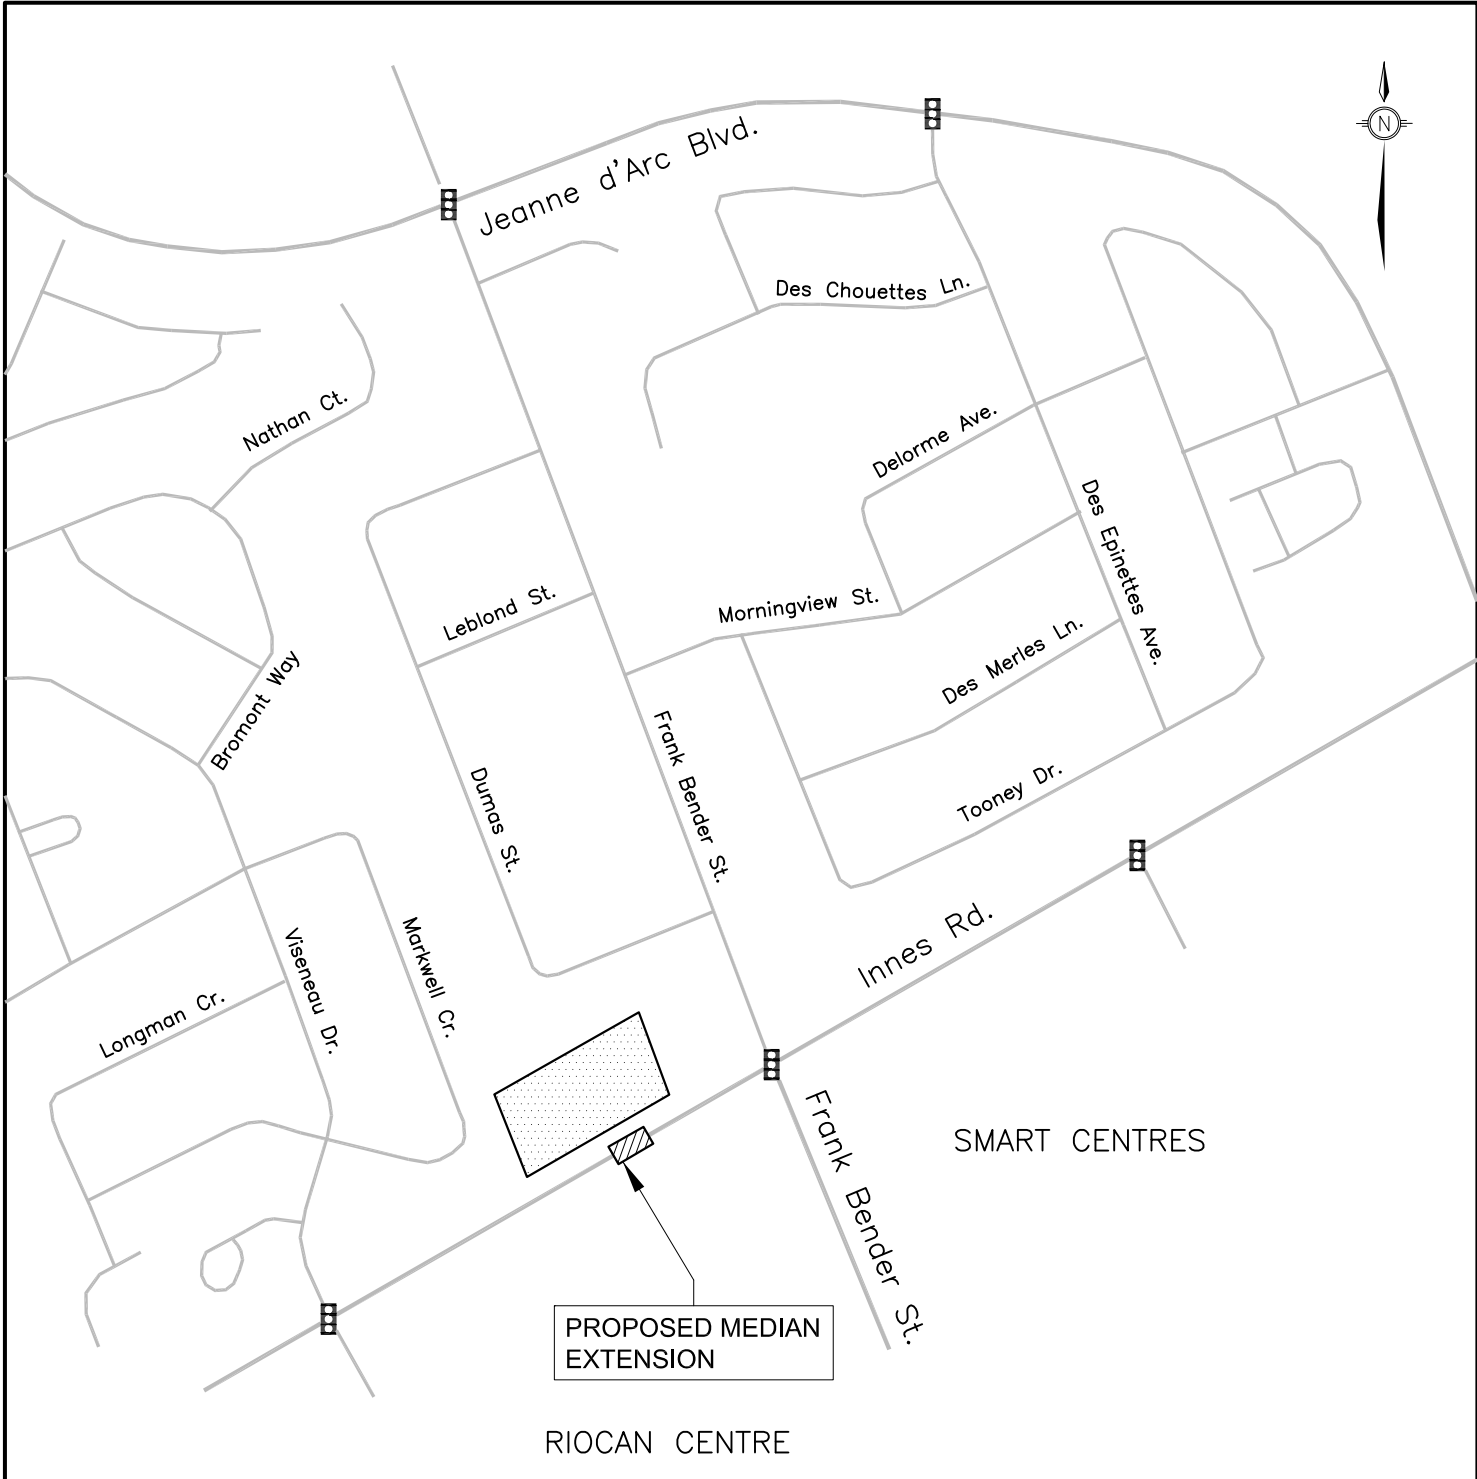 N
Jeanne d'Arc Blvd.
Des Chouettes Ln.
Nathan Ct.
Delorme Ave.
Des Epinettes Ave.
Leblond St.
Morningview St.
Des Merles Ln.
Bromont Way
Frank Bender St.
Dumas St.
Tooney Dr.
Innes Rd.
Viseneau Dr.
Markwell Cr.
Longman Cr.
Frank Bender St.
SMART CENTRES
PROPOSED MEDIAN
EXTENSION
RIOCAN CENTRE